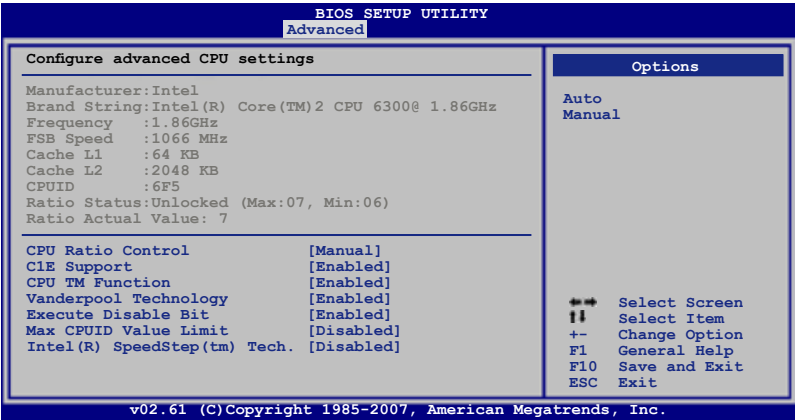 BIOS SETUP UTILITY
Advanced
Configure advanced CPU settings
Manufacturer:Intel
Brand String:Intel(R) Core(TM)2 CPU 6300@ 1.86GHz
Frequency :1.86GHz
FSB Speed :1066 MHz
Cache L1 :64 KB
Cache L2 :2048 KB
CPUID :6F5
Ratio Status:Unlocked (Max:07, Min:06)
Ratio Actual Value: 7
CPU Ratio Control [Manual]
C1E Support [Enabled]
CPU TM Function [Enabled]
Vanderpool Technology [Enabled]
Execute Disable Bit [Enabled]
Max CPUID Value Limit [Disabled]
Intel(R) SpeedStep(tm) Tech. [Disabled]
Options
Auto
Manual
←→ Select Screen
↑↓ Select Item
+- Change Option
F1 General Help
F10 Save and Exit
ESC Exit
v02.61 (C)Copyright 1985-2007, American Megatrends, Inc.